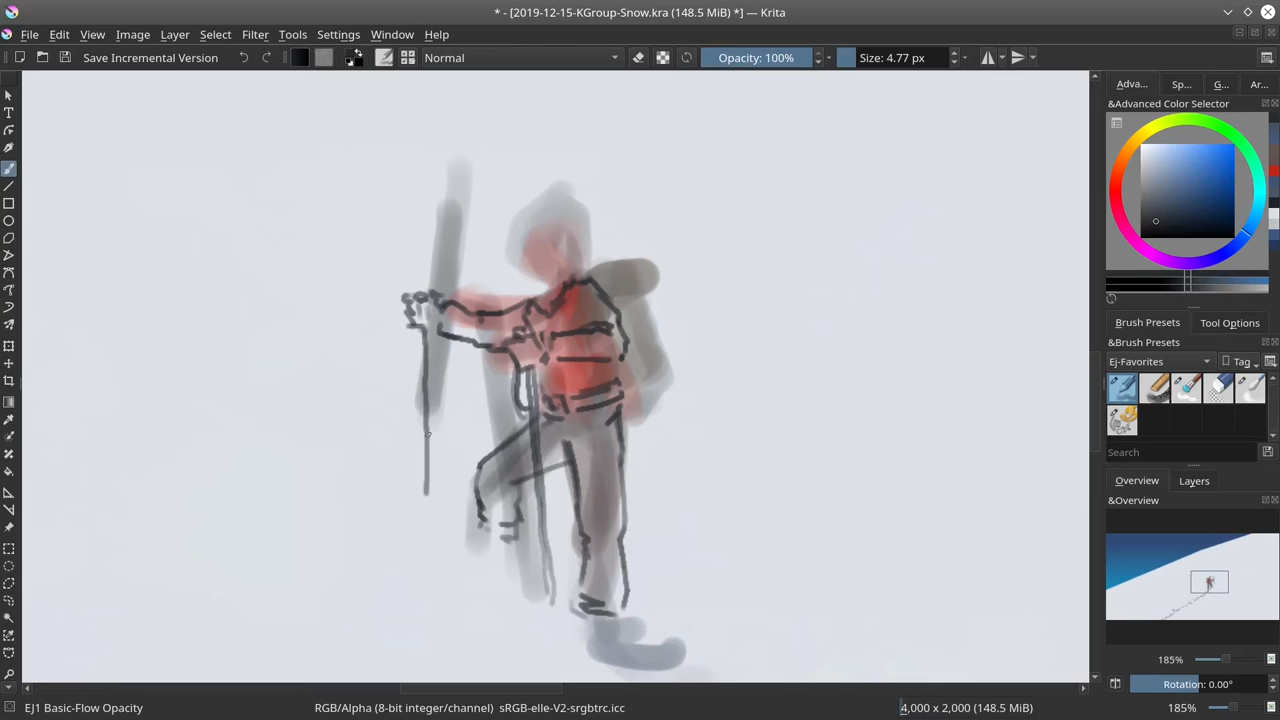 * - [2019-12-15-KGroup-Snow.kra (148.5 MiB) *] — Krita
File Edit View Image Layer Select Filter Tools Settings Window Help
Save Incremental Version Normal Opacity: 100% Size: 4.77 px
Adva... Sp... G... Ar...
&Advanced Color Selector
Brush Presets Tool Options
&Brush Presets
Ej-Favorites Tag
Search
Overview Layers
&Overview
185%
Rotation: 0.00°
EJ1 Basic-Flow Opacity RGB/Alpha (8-bit integer/channel) sRGB-elle-V2-srgbtrc.icc 4,000 x 2,000 (148.5 MiB) 185%